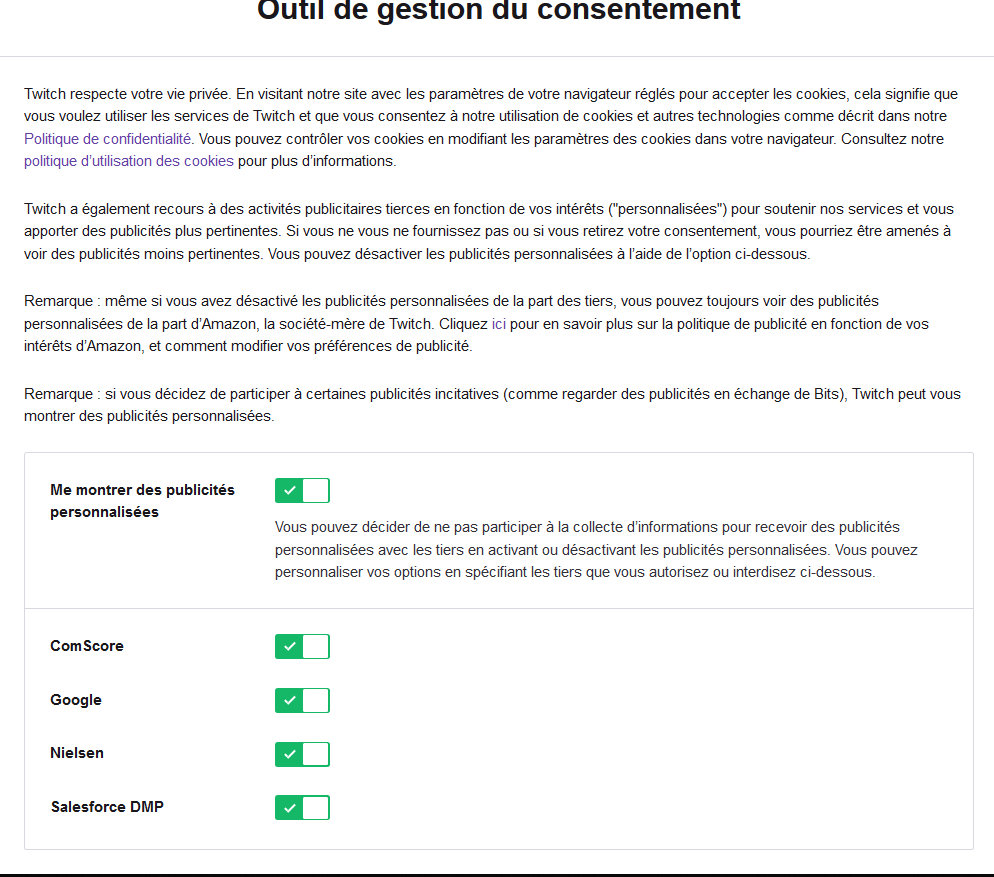 Outil de gestion du consentement
Twitch respecte votre vie privée. En visitant notre site avec les paramètres de votre navigateur réglés pour accepter les cookies, cela signifie que
vous voulez utiliser les services de Twitch et que vous consentez à notre utilisation de cookies et autres technologies comme décrit dans notre
Politique de confidentialité. Vous pouvez contrôler vos cookies en modifiant les paramètres des cookies dans votre navigateur. Consultez notre
politique d’utilisation des cookies pour plus d’informations.
Twitch a également recours à des activités publicitaires tierces en fonction de vos intérêts ("personnalisées") pour soutenir nos services et vous
apporter des publicités plus pertinentes. Si vous ne vous ne fournissez pas ou si vous retirez votre consentement, vous pourriez être amenés à
voir des publicités moins pertinentes. Vous pouvez désactiver les publicités personnalisées à l’aide de l’option ci-dessous.
Remarque : même si vous avez désactivé les publicités personnalisées de la part des tiers, vous pouvez toujours voir des publicités
personnalisées de la part d’Amazon, la société-mère de Twitch. Cliquez ici pour en savoir plus sur la politique de publicité en fonction de vos
intérêts d’Amazon, et comment modifier vos préférences de publicité.
Remarque : si vous décidez de participer à certaines publicités incitatives (comme regarder des publicités en échange de Bits), Twitch peut vous
montrer des publicités personnalisées.
Me montrer des publicités
personnalisées
Vous pouvez décider de ne pas participer à la collecte d’informations pour recevoir des publicités
personnalisées avec les tiers en activant ou désactivant les publicités personnalisées. Vous pouvez
personnaliser vos options en spécifiant les tiers que vous autorisez ou interdisez ci-dessous.
ComScore
Google
Nielsen
Salesforce DMP